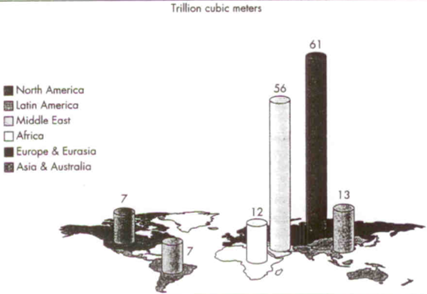 Trillion cubic meters
61
56
North America
Latin America
Middle East
Africa
Europe & Eurasia
Asia & Australia
7
13
12
7